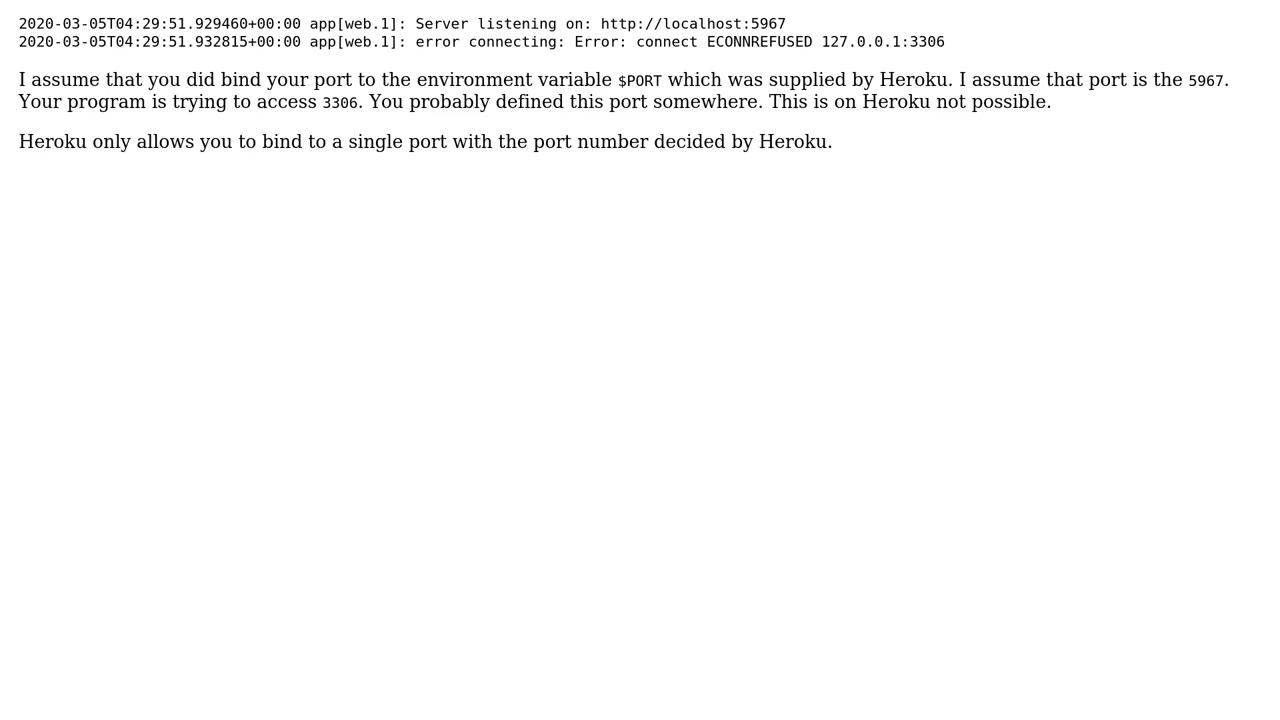 2020-03-05T04:29:51.929460+00:00 app[web.1]: Server listening on: http://localhost:5967
2020-03-05T04:29:51.932815+00:00 app[web.1]: error connecting: Error: connect ECONNREFUSED 127.0.0.1:3306
I assume that you did bind your port to the environment variable $PORT which was supplied by Heroku. I assume that port is the 5967.
Your program is trying to access 3306. You probably defined this port somewhere. This is on Heroku not possible.
Heroku only allows you to bind to a single port with the port number decided by Heroku.